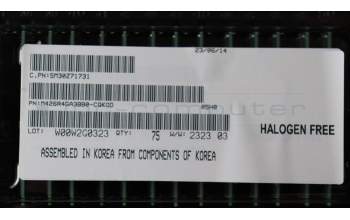 23/06/14
C.PN:SM30Z71731
PN:M426R4GA3BB0-CQKOD
LOT: W00W2G0323 QTY: 75 W/W: 2323 03
HALOGEN FREE
ASSEMBLED IN KOREA FROM COMPONENTS OF KOREA